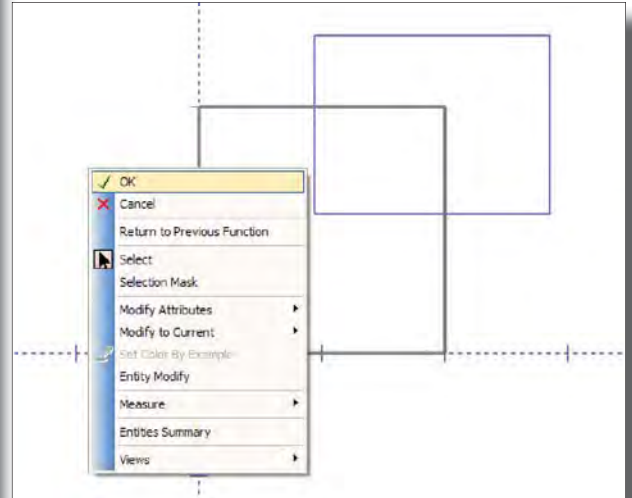 OK
Cancel
Return to Previous Function
Select
Selection Mask
Modify Attributes
Modify to Current
Set Color By Example
Entity Modify
Measure
Entities Summary
Views